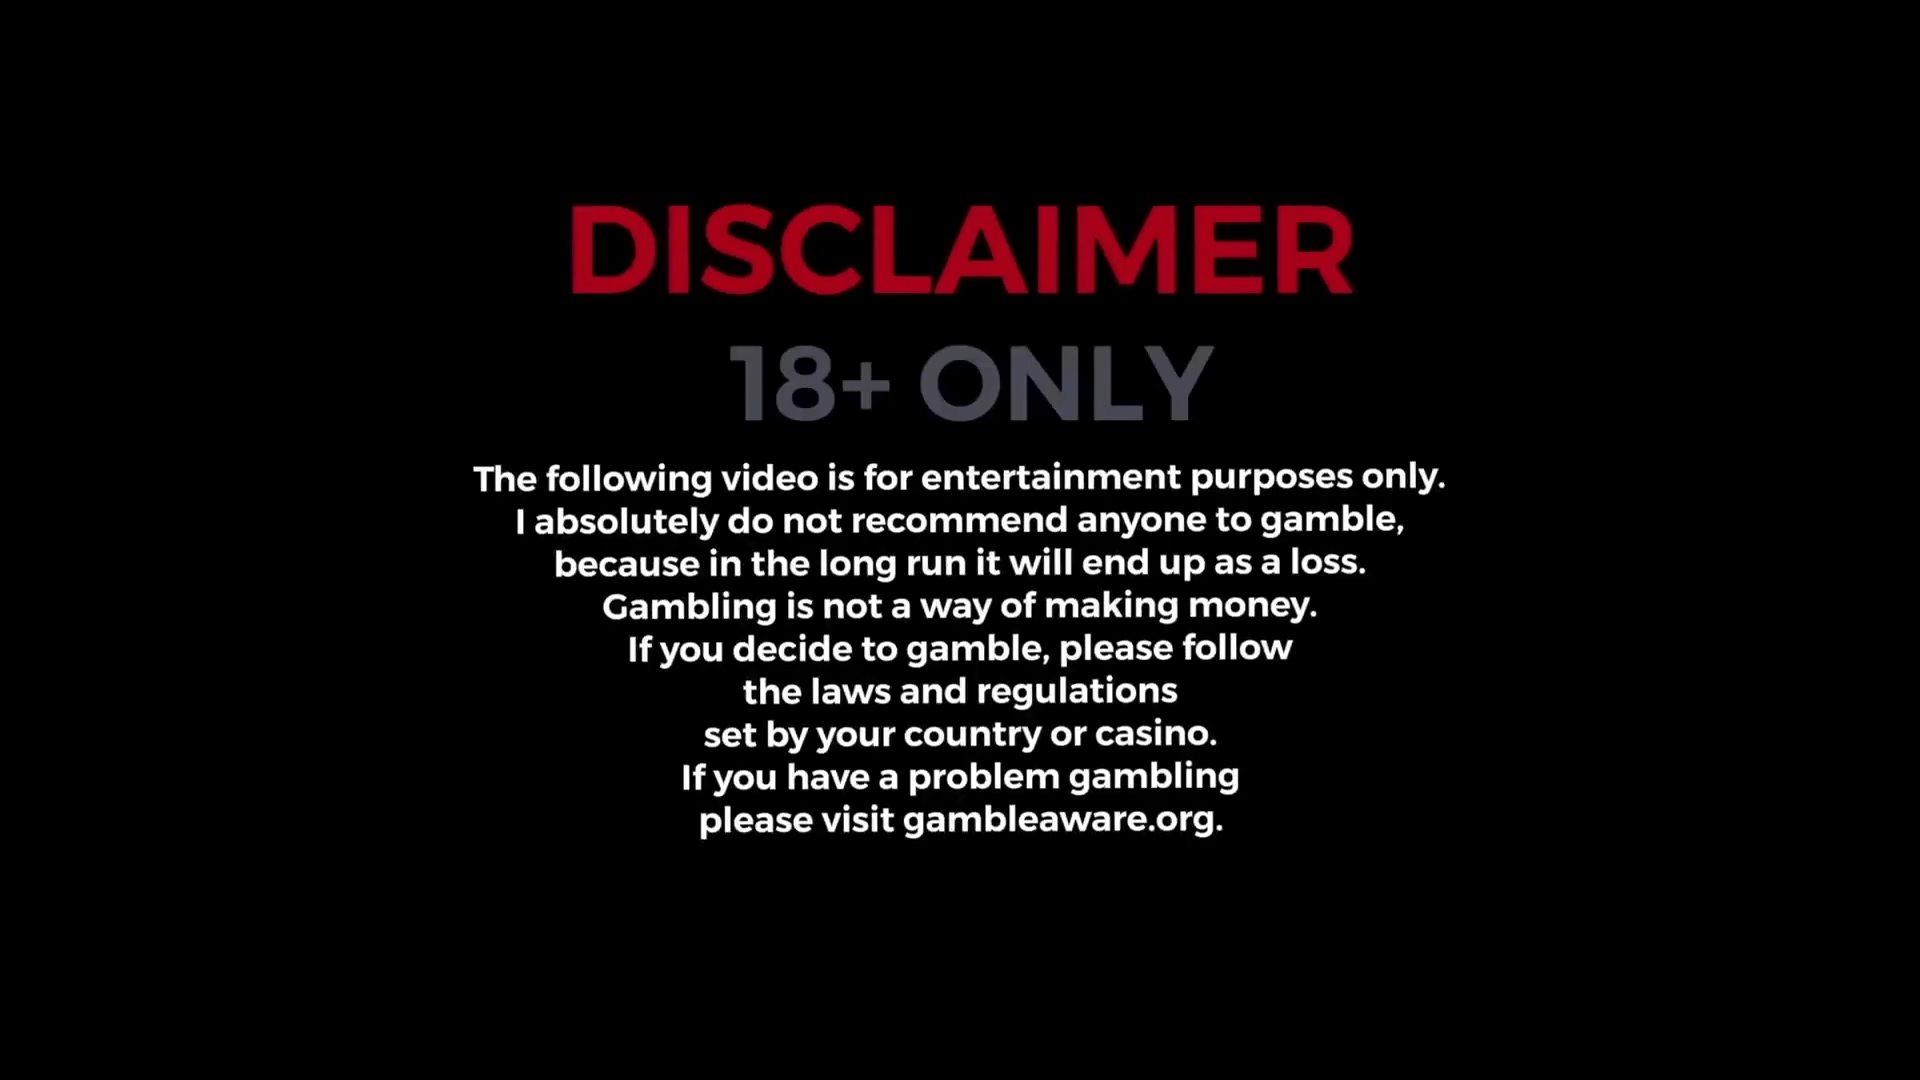 DISCLAIMER
18+ ONLY
The following video is for entertainment purposes only.
I absolutely do not recommend anyone to gamble,
because in the long run it will end up as a loss.
Gambling is not a way of making money.
If you decide to gamble, please follow
the laws and regulations
set by your country or casino.
If you have a problem gambling
please visit gambleaware.org.